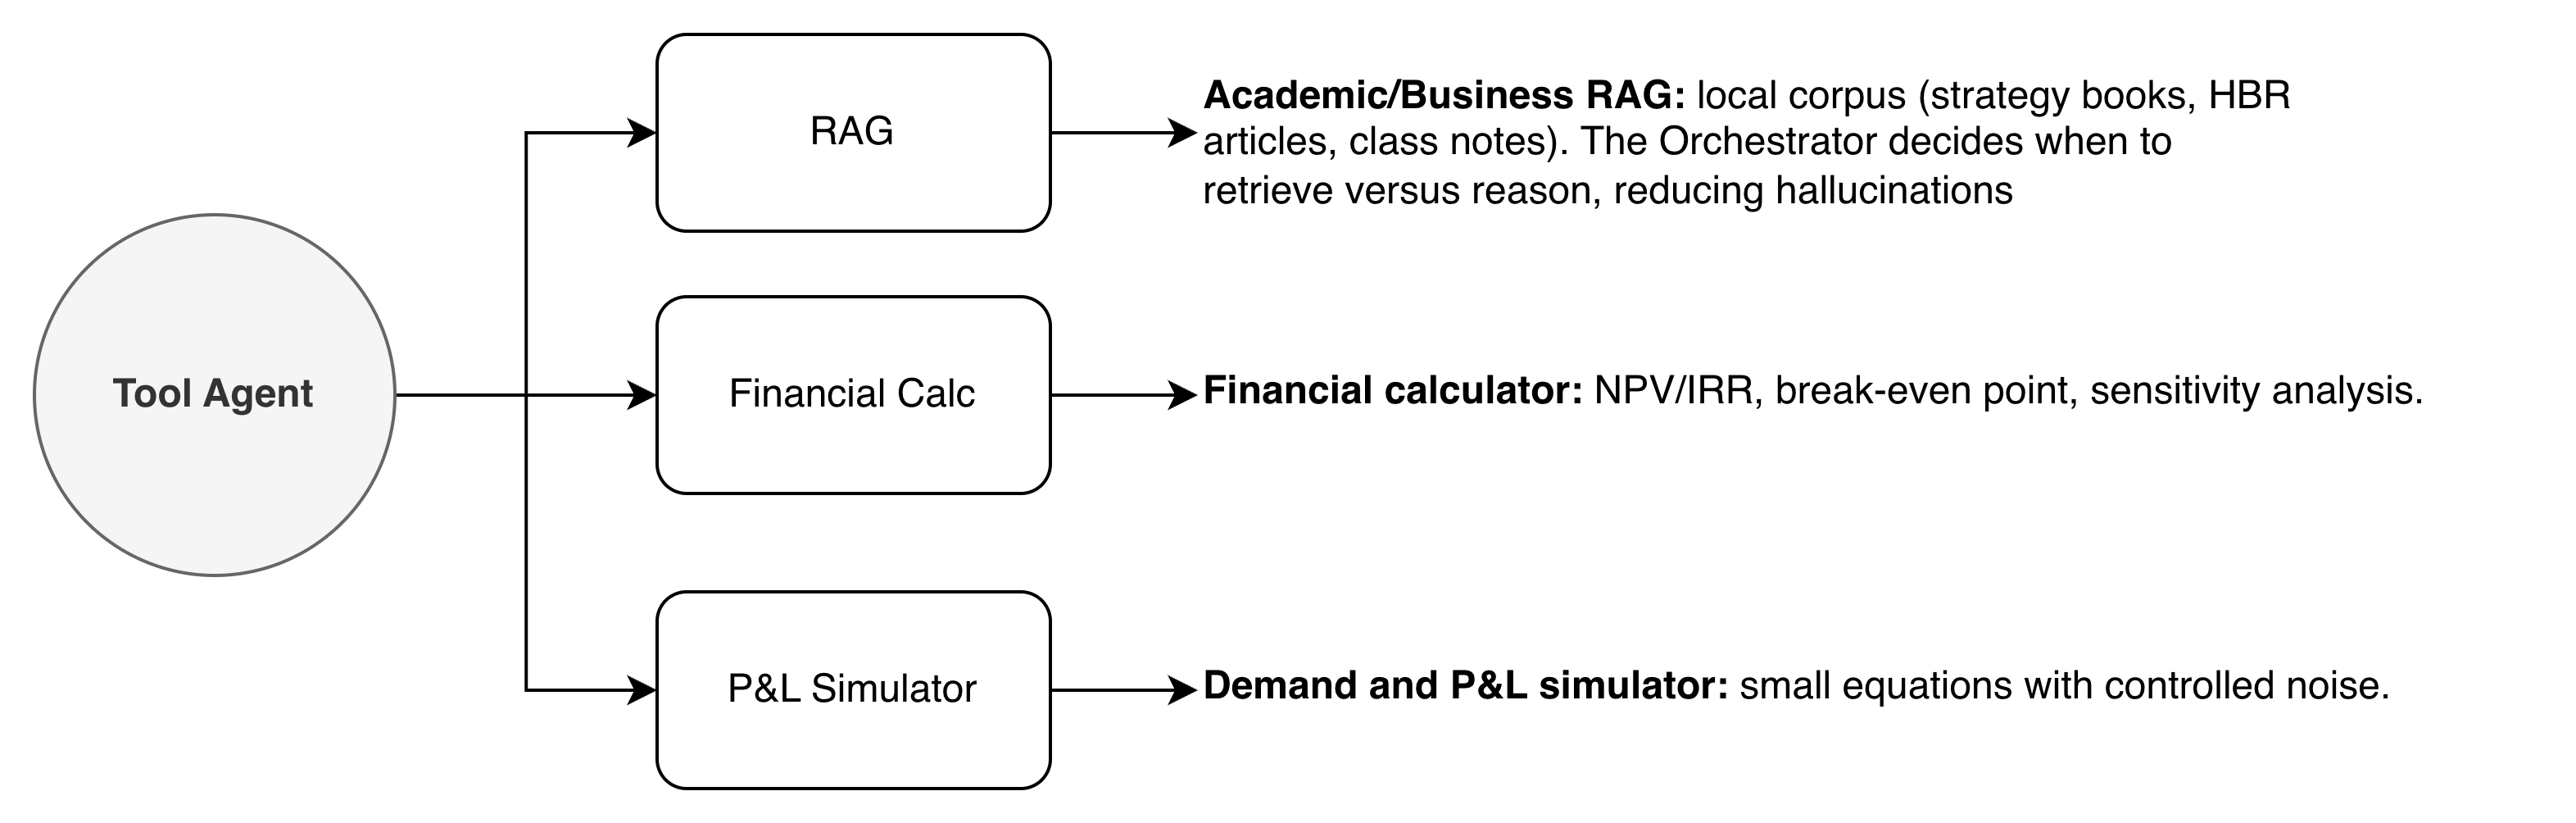 Tool Agent
RAG
Academic/Business RAG: local corpus (strategy books, HBR
articles, class notes). The Orchestrator decides when to
retrieve versus reason, reducing hallucinations
Financial Calc
Financial calculator: NPV/IRR, break-even point, sensitivity analysis.
P&L Simulator
Demand and P&L simulator: small equations with controlled noise.